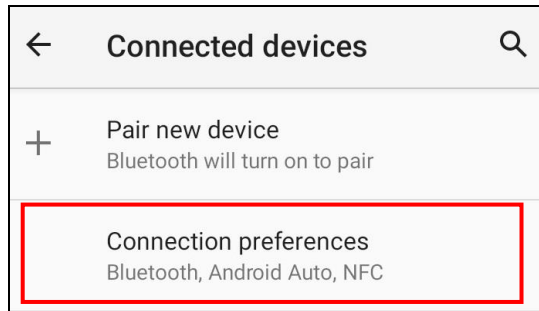 Connected devices
Pair new device
Bluetooth will turn on to pair
Connection preferences
Bluetooth, Android Auto, NFC